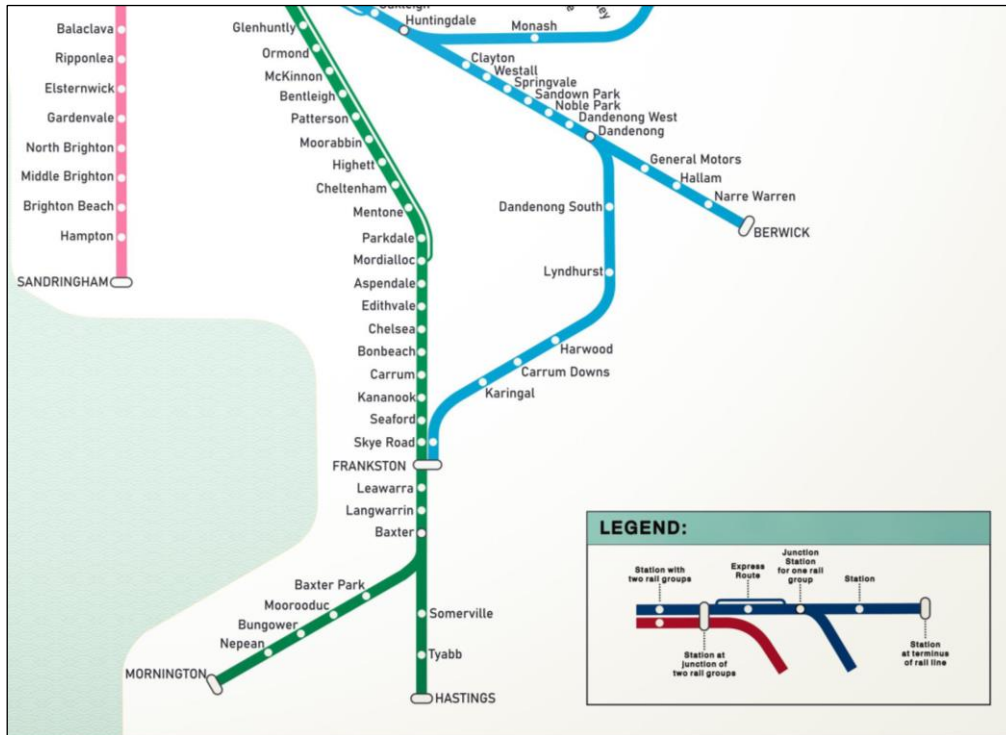 Balaclava
Ripponlea
Elsternwick
Gardenvale
North Brighton
Middle Brighton
Brighton Beach
Hampton
SANDRINGHAM
Glenhuntly
Ormond
McKinnon
Bentleigh
Patterson
Moorabbin
Highett
Cheltenham
Mentone
Parkdale
Mordialloc
Aspendale
Edithvale
Chelsea
Bonbeach
Carrum
Kananook
Seaford
Skye Road
FRANKSTON
Leawarra
Langwarrin
Baxter
Baxter Park
Moorooduc
Bungower
Nepean
MORNINGTON
Somerville
Tyabb
HASTINGS
Huntingdale
Monash
Clayton
Westall
Springvale
Sandown Park
Noble Park
Dandenong West
Dandenong
General Motors
Hallam
Narre Warren
BERWICK
Dandenong South
Lyndhurst
Harwood
Carrum Downs
Karingal
LEGEND:
Station with
two rail groups
Express
Route
Junction
Station
for one rail
group
Station
Station at
junction of
two rail groups
Station
at terminus
of rail line